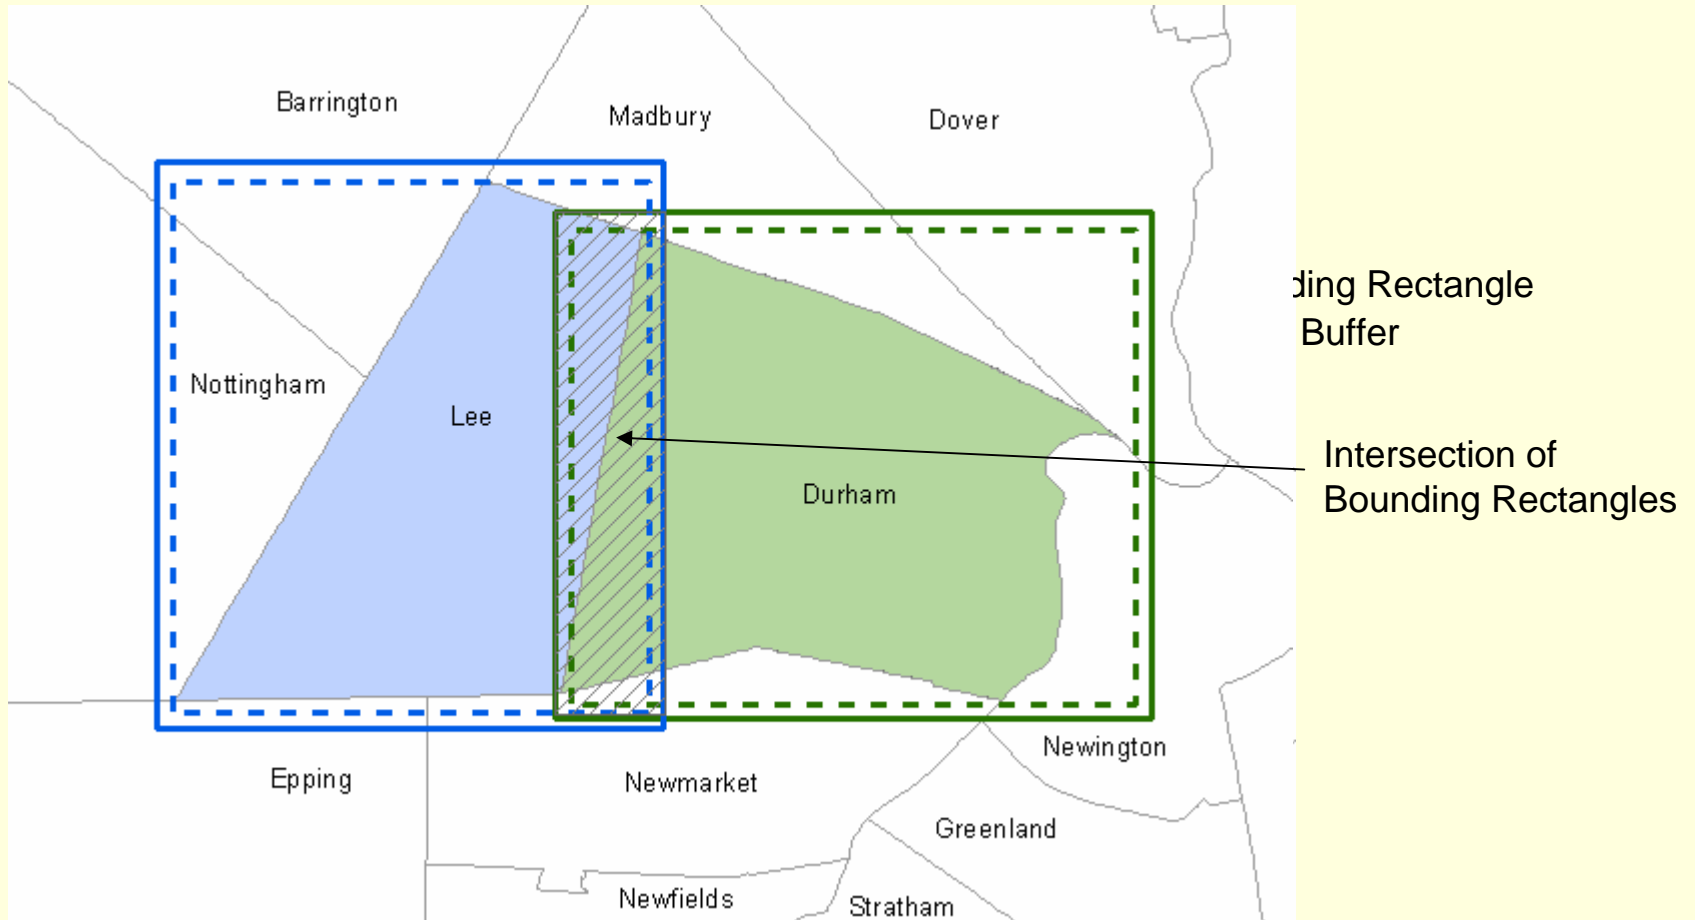 Barrington
Madbury
Dover
ding Rectangle
Buffer
Nottingham
Lee
Intersection of
Bounding Rectangles
Durham
Newington
Epping
Newmarket
Greenland
Newfields
Stratham